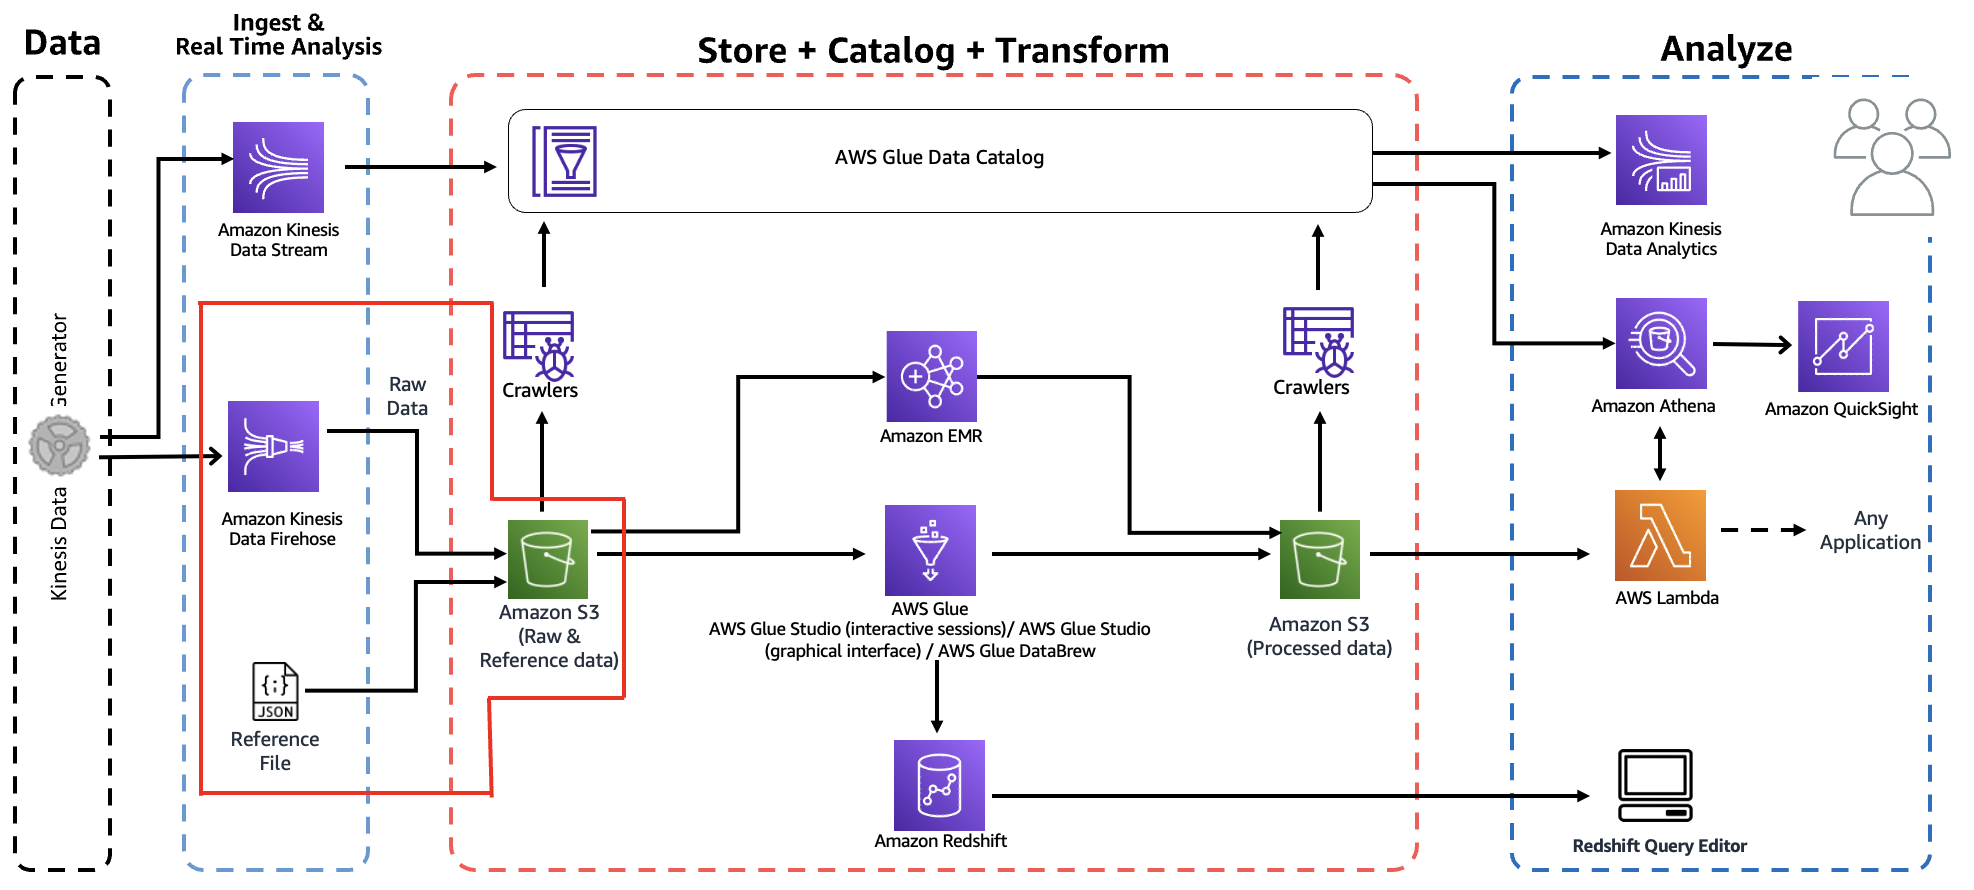 Data
Ingest &
Real Time Analysis
Store + Catalog + Transform
Analyze
Kinesis Data
Generator
Amazon Kinesis
Data Stream
AWS Glue Data Catalog
Amazon Kinesis
Data Analytics
Raw
Data
Crawlers
Crawlers
Amazon EMR
Amazon Athena
Amazon QuickSight
Amazon Kinesis
Data Firehose
Amazon S3
(Raw &
Reference data)
AWS Glue
AWS Glue Studio (interactive sessions)/ AWS Glue Studio
(graphical interface) / AWS Glue DataBrew
Amazon S3
(Processed data)
AWS Lambda
Any
Application
{;}
JSON
Reference
File
Amazon Redshift
Redshift Query Editor